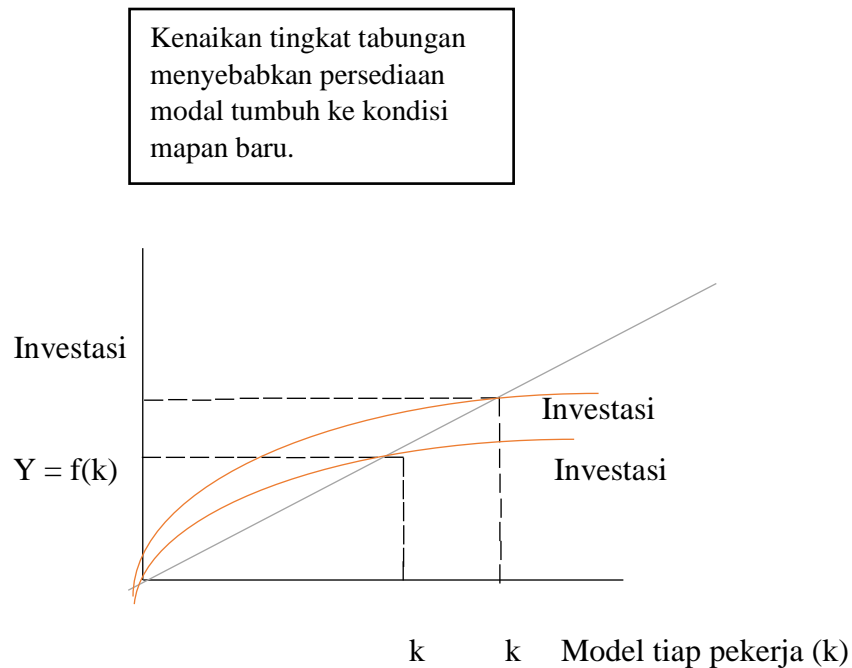 Kenaikan tingkat tabungan
menyebabkan persediaan
modal tumbuh ke kondisi
mapan baru.
Investasi
Investasi
Y = f(k)
Investasi
k k Model tiap pekerja (k)